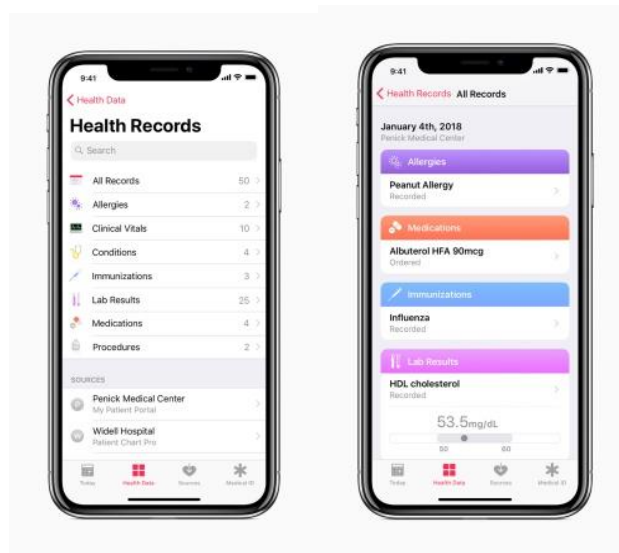 9:41
Health Data
Health Records
Search
All Records 50
Allergies 2
Clinical Vitals 10
Conditions 4
Immunizations 3
Lab Results 25
Medications 4
Procedures 2
SOURCES
P Penick Medical Center
My Patient Portal
W Widell Hospital
Patient Chart Pro
Today Health Data Sources Medical ID
9:41
Health Records All Records
January 4th, 2018
Penick Medical Center
Allergies
Peanut Allergy
Recorded
Medications
Albuterol HFA 90mcg
Ordered
Immunizations
Influenza
Recorded
Lab Results
HDL cholesterol
Recorded
53.5mg/dL
50 60
Today Health Data Sources Medical ID